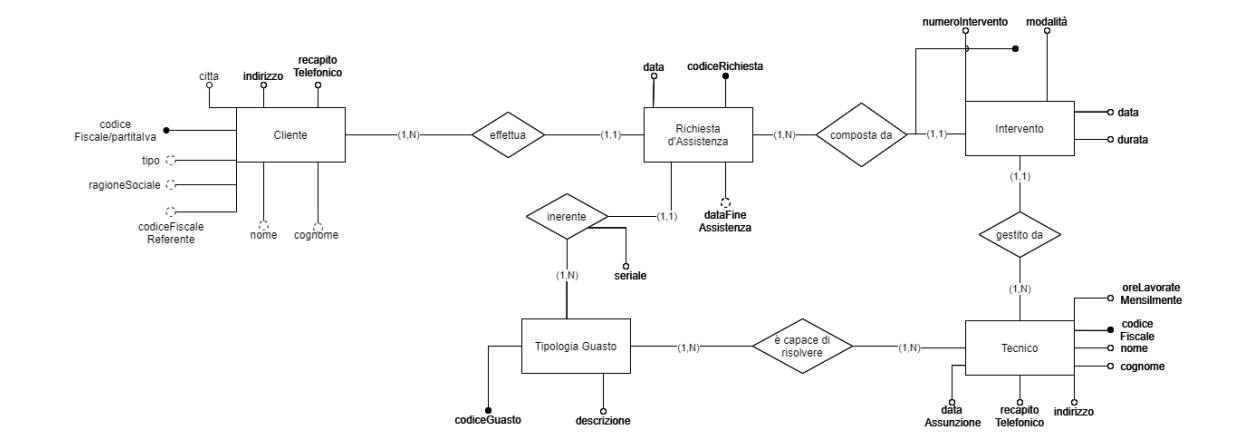 numeroIntervento
modalità
recapito
Telefonico
citta
indirizzo
data
codiceRichiesta
codice
Fiscale/partitaIva
Cliente
(1,N)
effettua
(1,1)
Richiesta
d'Assistenza
(1,N)
composta da
(1,1)
Intervento
data
durata
tipo
ragioneSociale
codiceFiscale
Referente
nome
cognome
inerente
(1,1)
dataFine
Assistenza
(1,1)
gestito da
(1,N)
seriale
(1,N)
oreLavorate
Mensilmente
Tipologia Guasto
(1,N)
è capace di
risolvere
(1,N)
Tecnico
codice
Fiscale
nome
cognome
codiceGuasto
descrizione
data
Assunzione
recapito
Telefonico
indirizzo